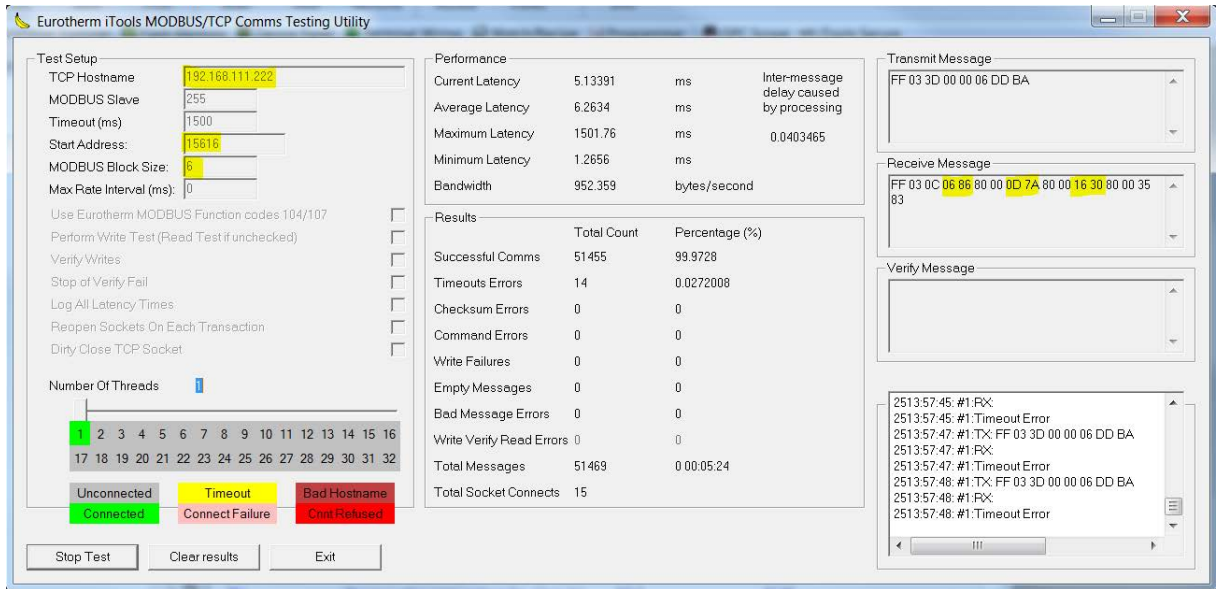 Eurotherm iTools MODBUS/TCP Comms Testing Utility
Test Setup
TCP Hostname 192.168.111.222
MODBUS Slave 255
Timeout (ms) 1500
Start Address: 15616
MODBUS Block Size: 6
Max Rate Interval (ms): 0
Use Eurotherm MODBUS Function codes 104/107
Perform Write Test (Read Test if unchecked)
Verify Writes
Stop of Verify Fail
Log All Latency Times
Reopen Sockets On Each Transaction
Dirty Close TCP Socket
Number Of Threads 1
1 2 3 4 5 6 7 8 9 10 11 12 13 14 15 16
17 18 19 20 21 22 23 24 25 26 27 28 29 30 31 32
Unconnected Timeout Bad Hostname
Connected Connect Failure Cnnt Refused
Stop Test Clear results Exit
Performance
Current Latency 5.13391 ms
Average Latency 6.2634 ms
Maximum Latency 1501.76 ms
Minimum Latency 1.2656 ms
Bandwidth 952.359 bytes/second
Inter-message
delay caused
by processing
0.0403465
Results
Total Count Percentage (%)
Successful Comms 51455 99.9728
Timeouts Errors 14 0.0272008
Checksum Errors 0 0
Command Errors 0 0
Write Failures 0 0
Empty Messages 0 0
Bad Message Errors 0 0
Write Verify Read Errors 0 0
Total Messages 51469 0 00:05:24
Total Socket Connects 15
Transmit Message
FF 03 3D 00 00 06 DD BA
Receive Message
FF 03 0C 06 86 80 00 0D 7A 80 00 16 30 80 00 35
83
Verify Message
2513:57:45: #1:RX:
2513:57:45: #1:Timeout Error
2513:57:47: #1:TX: FF 03 3D 00 00 06 DD BA
2513:57:47: #1:RX:
2513:57:47: #1:Timeout Error
2513:57:48: #1:TX: FF 03 3D 00 00 06 DD BA
2513:57:48: #1:RX:
2513:57:48: #1:Timeout Error